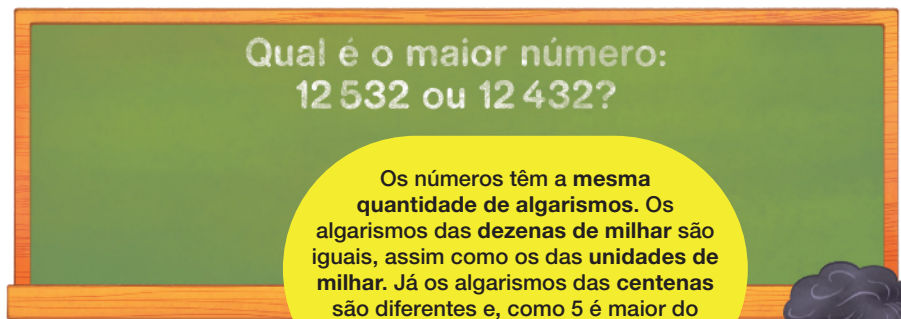 Qual é o maior número:
12 532 ou 12 432?
Os números têm a mesma
quantidade de algarismos. Os
algarismos das dezenas de milhar são
iguais, assim como os das unidades de
milhar. Já os algarismos das centenas
são diferentes e, como 5 é maior do